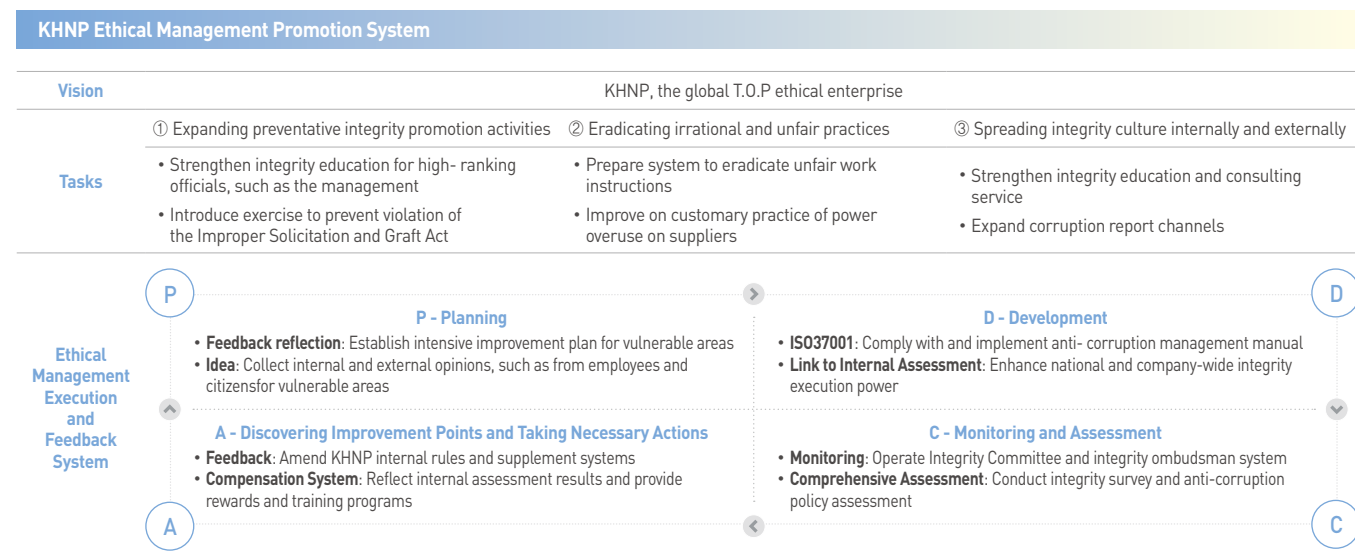 KHNP Ethical Management Promotion System
Vision
KHNP, the global T.O.P ethical enterprise
Tasks
① Expanding preventative integrity promotion activities
• Strengthen integrity education for high- ranking
officials, such as the management
• Introduce exercise to prevent violation of
the Improper Solicitation and Graft Act
② Eradicating irrational and unfair practices
• Prepare system to eradicate unfair work
instructions
• Improve on customary practice of power
overuse on suppliers
③ Spreading integrity culture internally and externally
• Strengthen integrity education and consulting
service
• Expand corruption report channels
Ethical
Management
Execution
and
Feedback
System
P
P - Planning
• Feedback reflection: Establish intensive improvement plan for vulnerable areas
• Idea: Collect internal and external opinions, such as from employees and
citizensfor vulnerable areas
D
D - Development
• ISO37001: Comply with and implement anti- corruption management manual
• Link to Internal Assessment: Enhance national and company-wide integrity
execution power
A - Discovering Improvement Points and Taking Necessary Actions
• Feedback: Amend KHNP internal rules and supplement systems
• Compensation System: Reflect internal assessment results and provide
rewards and training programs
A
C - Monitoring and Assessment
• Monitoring: Operate Integrity Committee and integrity ombudsman system
• Comprehensive Assessment: Conduct integrity survey and anti-corruption
policy assessment
C